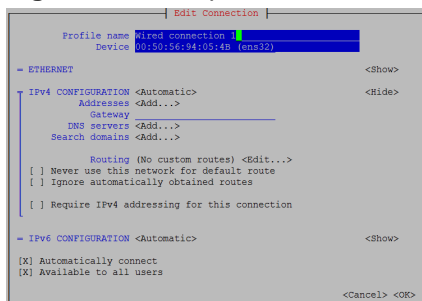 Edit Connection
Profile name Wired connection 1
Device 00:50:56:94:05:4B (ens32)
= ETHERNET <Show>
IPv4 CONFIGURATION <Automatic> <Hide>
Addresses <Add...>
Gateway
DNS servers <Add...>
Search domains <Add...>
Routing (No custom routes) <Edit...>
[ ] Never use this network for default route
[ ] Ignore automatically obtained routes
[ ] Require IPv4 addressing for this connection
= IPv6 CONFIGURATION <Automatic> <Show>
[X] Automatically connect
[X] Available to all users
<Cancel> <OK>